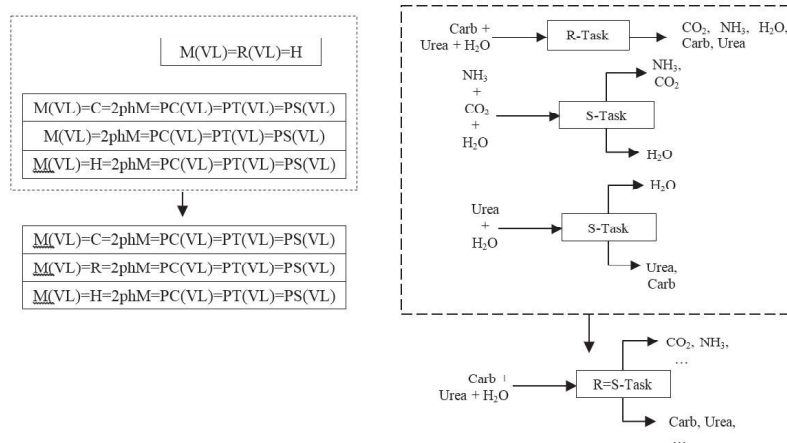 M(VL)=R(VL)=H
M(VL)=C=2phM=PC(VL)=PT(VL)=PS(VL)
M(VL)=2phM=PC(VL)=PT(VL)=PS(VL)
M(VL)=H=2phM=PC(VL)=PT(VL)=PS(VL)
M(VL)=C=2phM=PC(VL)=PT(VL)=PS(VL)
M(VL)=R=2phM=PC(VL)=PT(VL)=PS(VL)
M(VL)=H=2phM=PC(VL)=PT(VL)=PS(VL)
Carb +
Urea + H₂O
R-Task
CO₂, NH₃, H₂O,
Carb, Urea
NH₃
+
CO₂
+
H₂O
S-Task
NH₃,
CO₂
H₂O
Urea
+
H₂O
S-Task
H₂O
Urea,
Carb
Carb +
Urea + H₂O
R=S-Task
CO₂, NH₃,
...
Carb, Urea,
...